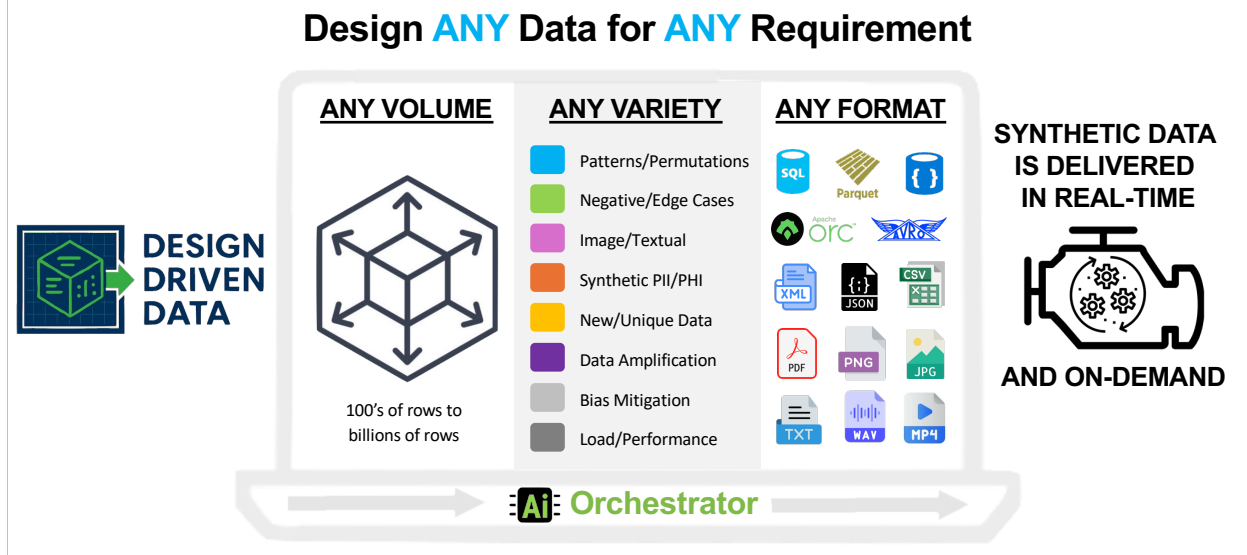 Design ANY Data for ANY Requirement
DESIGN
DRIVEN
DATA
ANY VOLUME
100's of rows to
billions of rows
ANY VARIETY
Patterns/Permutations
Negative/Edge Cases
Image/Textual
Synthetic PII/PHI
New/Unique Data
Data Amplification
Bias Mitigation
Load/Performance
ANY FORMAT
SQL
Parquet
{ }
Apache
orc
AVRO
XML
{;}
JSON
CSV
PDF
PNG
JPG
TXT
WAV
MP4
Ai Orchestrator
SYNTHETIC DATA
IS DELIVERED
IN REAL-TIME
AND ON-DEMAND